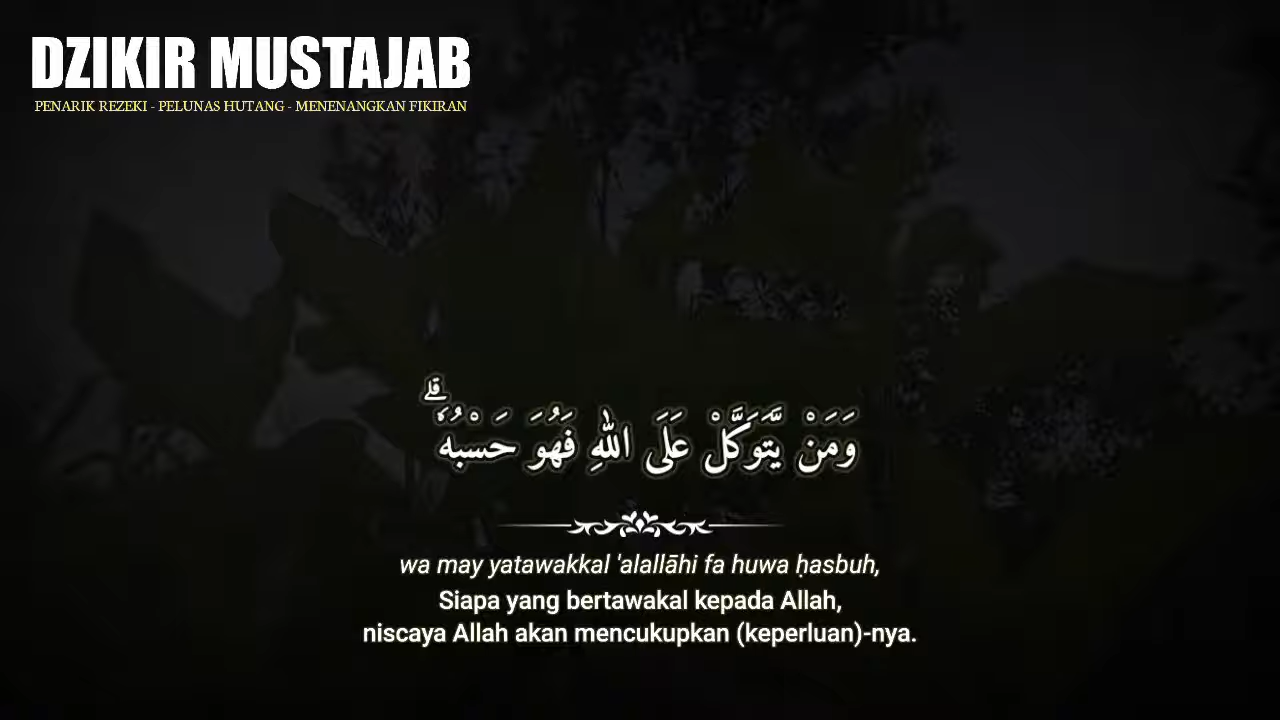 DZIKIR MUSTAJAB
PENARIK REZEKI - PELUNAS HUTANG - MENENANGKAN FIKIRAN
وَمَنْ يَّتَوَكَّلْ عَلَى اللّٰهِ فَهُوَ حَسْبُهٗ ۗ
wa may yatawakkal 'alallāhi fa huwa ḥasbuh,
Siapa yang bertawakal kepada Allah,
niscaya Allah akan mencukupkan (keperluan)-nya.